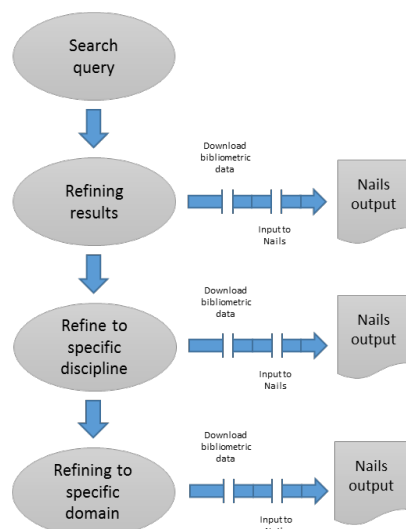 Search
query
Download
bibliometric
data
Refining
results
Input to
Nails
Nails
output
Download
bibliometric
data
Refine to
specific
discipline
Input to
Nails
Nails
output
Download
bibliometric
data
Refining to
specific
domain
Input to
Nails
output